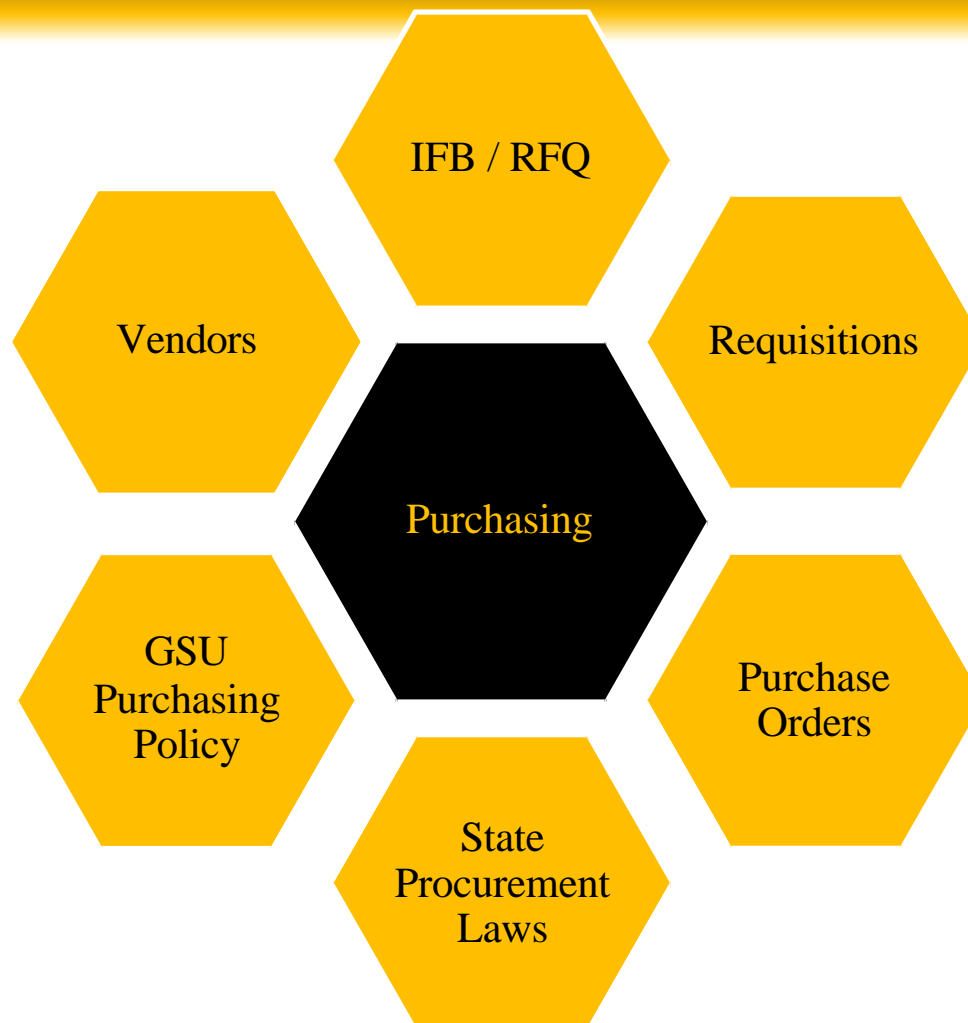 IFB / RFQ
Vendors
Requisitions
Purchasing
GSU
Purchasing
Policy
Purchase
Orders
State
Procurement
Laws